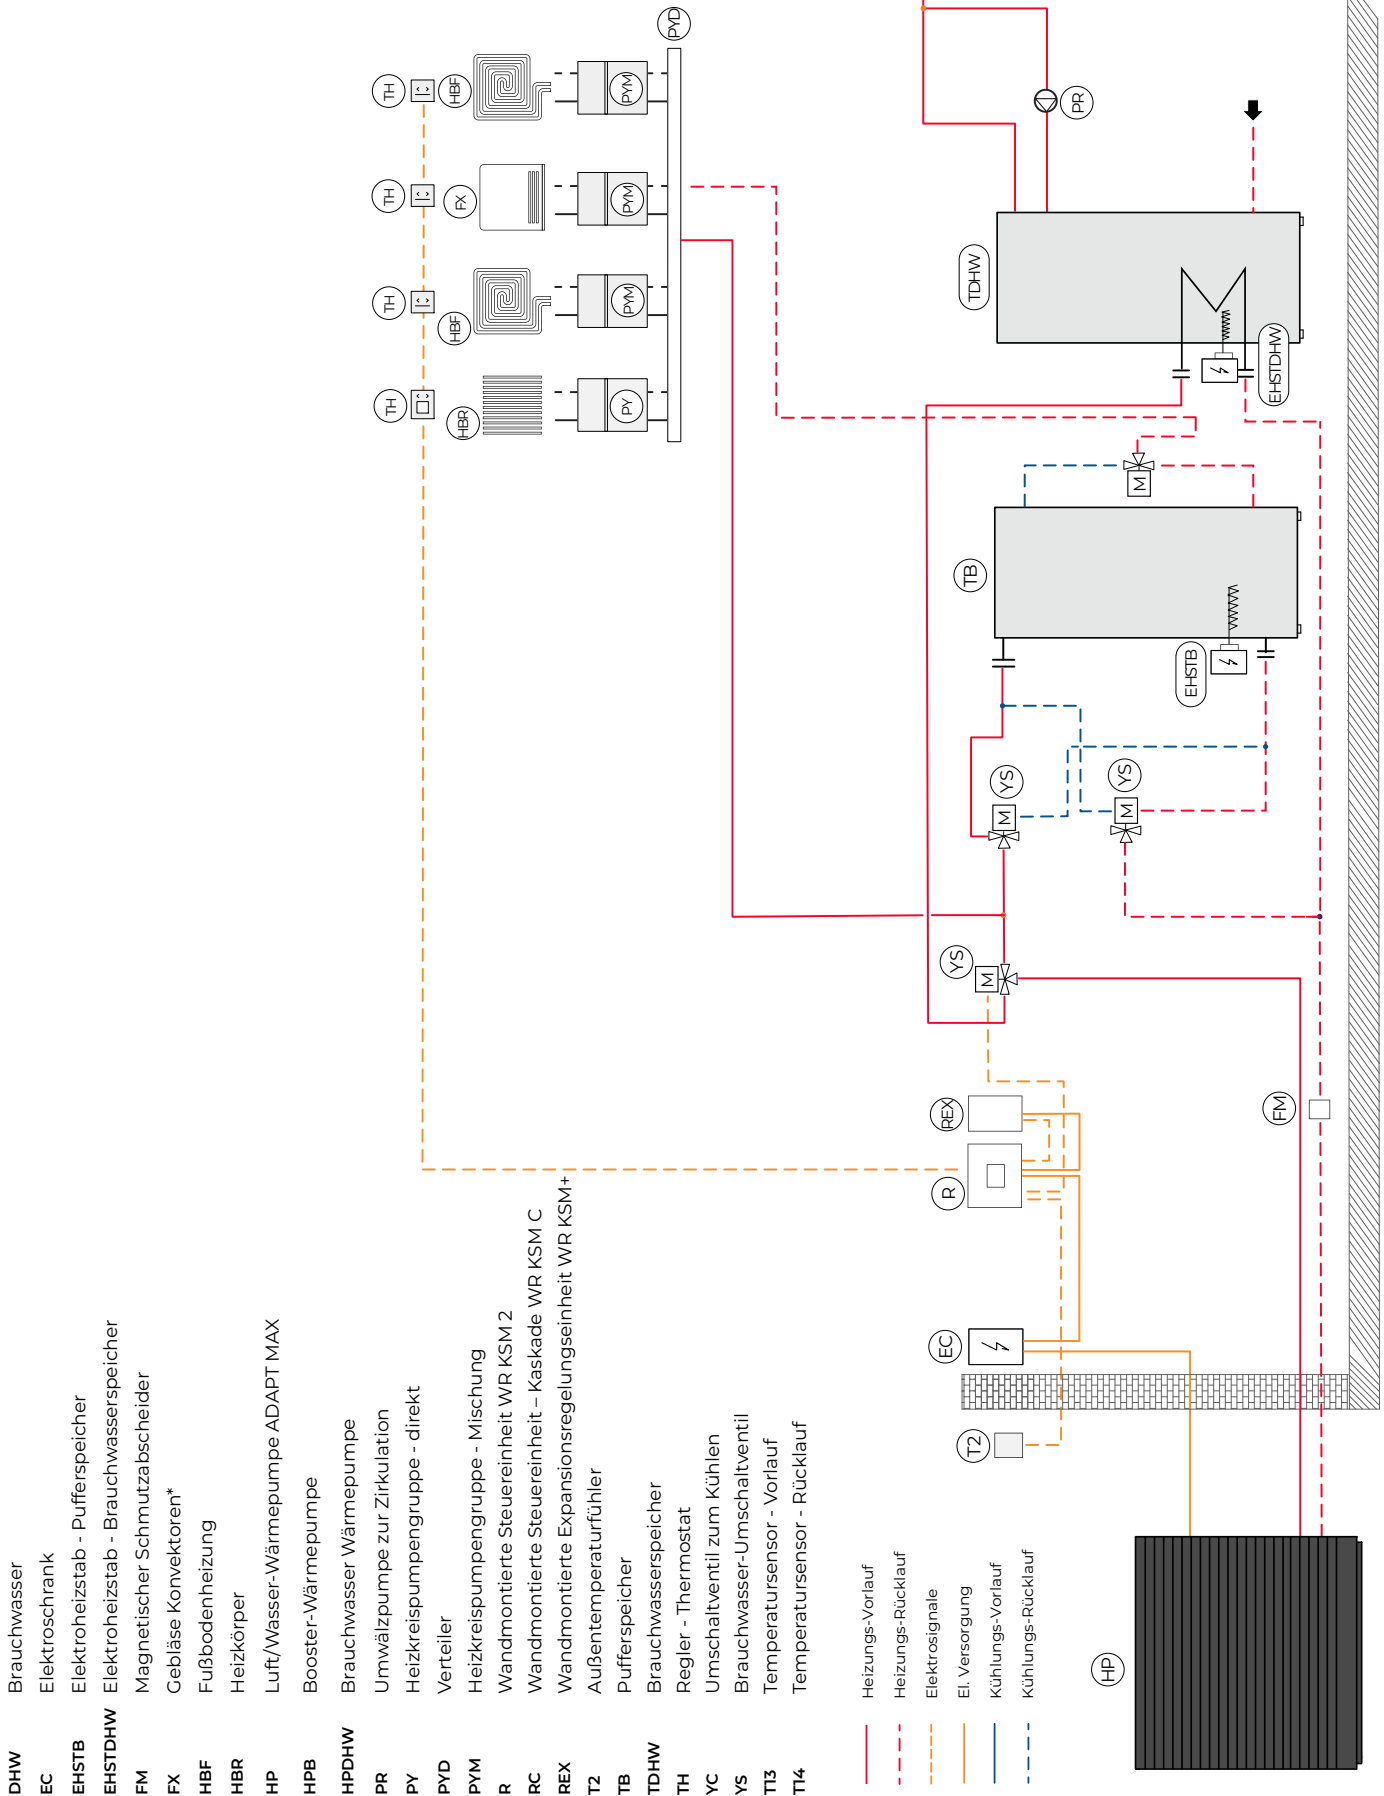 DHW Brauchwasser
EC Elektroschrank
EHSTB Elektroheizstab - Pufferspeicher
EHSTDHW Elektroheizstab - Brauchwasserspeicher
FM Magnetischer Schmutzabscheider
FX Gebläse Konvektoren*
HBF Fußbodenheizung
HBR Heizkörper
HP Luft/Wasser-Wärmepumpe ADAPT MAX
HPB Booster-Wärmepumpe
HPDHW Brauchwasser Wärmepumpe
PR Umwälzpumpe zur Zirkulation
PY Heizkreispumpengruppe - direkt
PYD Verteiler
PYM Heizkreispumpengruppe - Mischung
R Wandmontierte Steuereinheit WR KSM 2
RC Wandmontierte Steuereinheit – Kaskade WR KSM C
REX Wandmontierte Expansionsregelungseinheit WR KSM+
T2 Außentemperaturfühler
TB Pufferspeicher
TDHW Brauchwasserspeicher
TH Regler - Thermostat
YC Umschaltventil zum Kühlen
YS Brauchwasser-Umschaltventil
T13 Temperatursensor - Vorlauf
T14 Temperatursensor - Rücklauf
Heizungs-Vorlauf
Heizungs-Rücklauf
Elektrosignale
El. Versorgung
Kühlungs-Vorlauf
Kühlungs-Rücklauf
HP
T2
EC
R
REX
FM
YS
M
YS
M
YS
M
EHSTB
TB
M
TDHW
EHSTDHW
PR
TH
TH
TH
TH
HBR
HBF
FX
HBF
PY
PYM
PYM
PYM
PYD